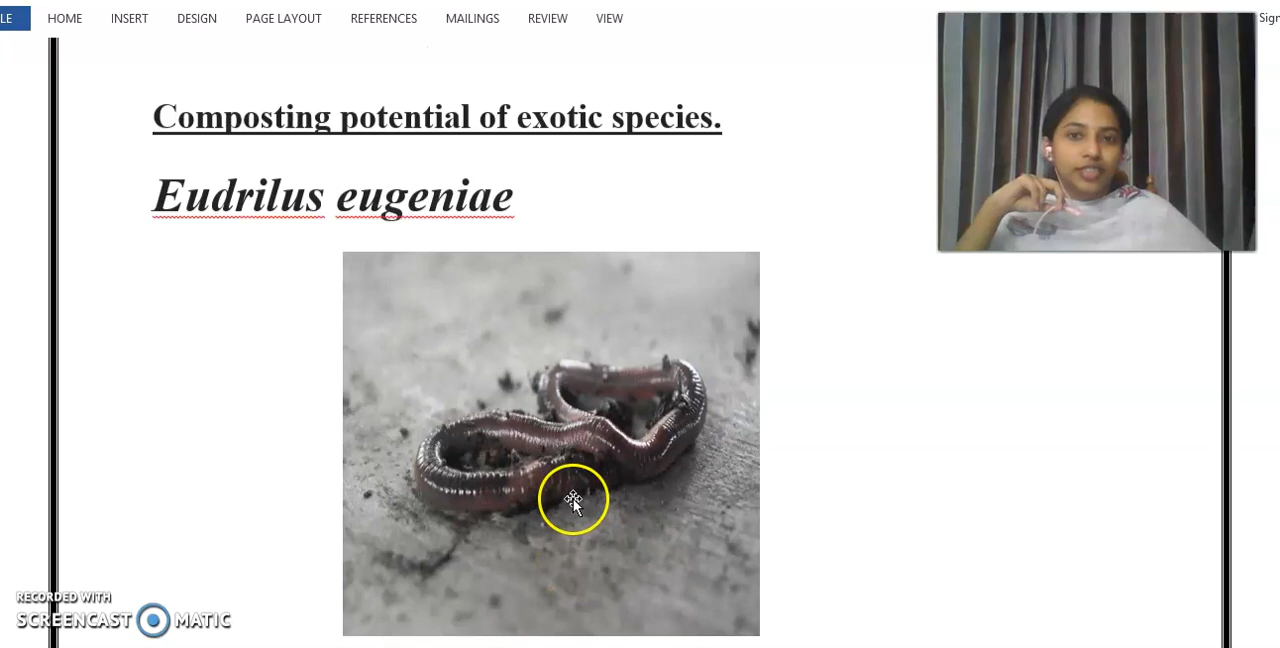 LE HOME INSERT DESIGN PAGE LAYOUT REFERENCES MAILINGS REVIEW VIEW Sign
Composting potential of exotic species.
Eudrilus eugeniae
RECORDED WITH
SCREENCAST MATIC